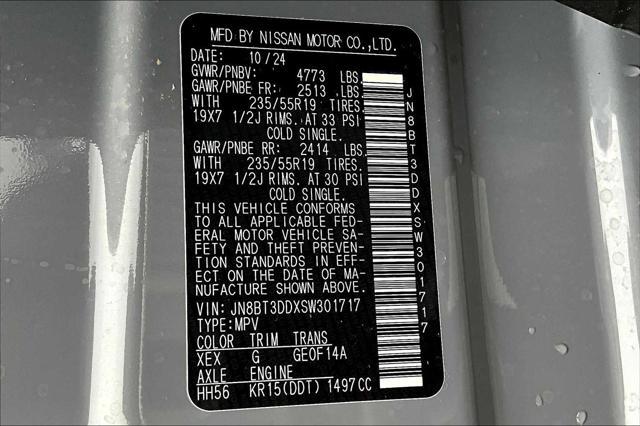 MFD BY NISSAN MOTOR CO.,LTD.
DATE: 10/24
GVWR/PNBV: 4773 LBS.
GAWR/PNBE FR: 2513 LBS.
WITH 235/55R19 TIRES
19X7 1/2J RIMS. AT 33 PSI
COLD SINGLE.
GAWR/PNBE RR: 2414 LBS.
WITH 235/55R19 TIRES.
19X7 1/2J RIMS. AT 30 PSI
COLD SINGLE.
THIS VEHICLE CONFORMS
TO ALL APPLICABLE FED-
ERAL MOTOR VEHICLE SA-
FETY AND THEFT PREVEN-
TION STANDARDS IN EFF-
ECT ON THE DATE OF MA-
NUFACTURE SHOWN ABOVE.
VIN: JN8BT3DDXSW301717
TYPE:MPV
COLOR TRIM TRANS
XEX G GEOF14A
AXLE ENGINE
HH56 KR15(DDT) 1497CC
JN8BT3DDXSW301717